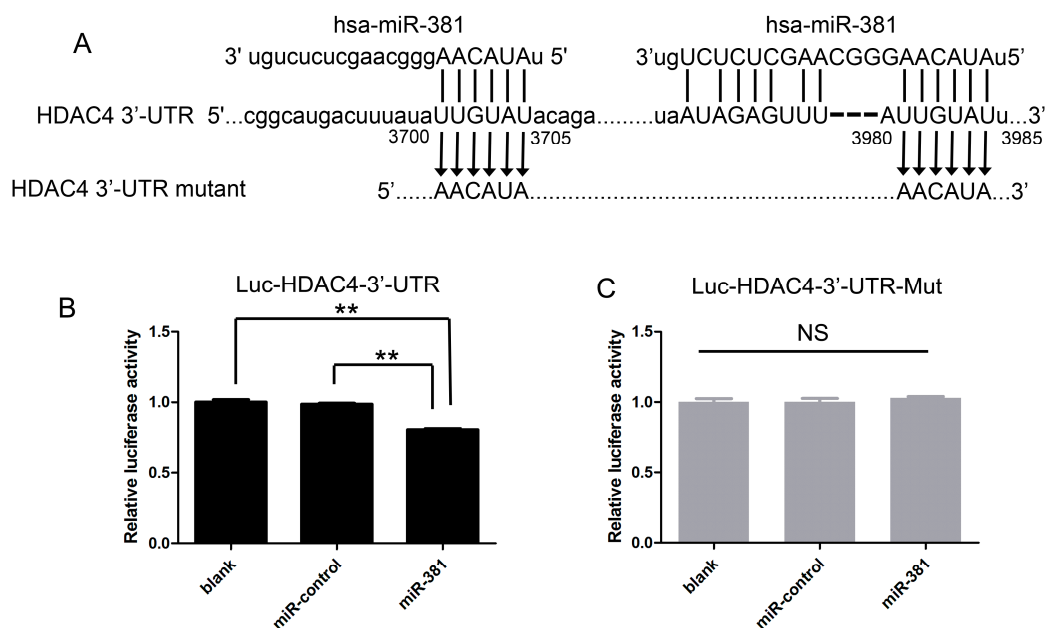 A
hsa-miR-381 hsa-miR-381
3' ugucucucgaacgggAACAUAu 5' 3'ugUCUCUCGAACGGGAACAUAu5'
HDAC4 3'-UTR 5'...cggcaugacuuuauaUUGUAUacaga.........uaAUAGAGUUU---AUUGUAUu...3'
3700 3705 3980 3985
HDAC4 3'-UTR mutant 5'......AACAUA......................................................AACAUA...3'
B
Luc-HDAC4-3'-UTR
**
**
Relative luciferase activity
1.5
1.0
0.5
0.0
blank
miR-control
miR-381
C
Luc-HDAC4-3'-UTR-Mut
NS
Relative luciferase activity
1.5
1.0
0.5
0.0
blank
miR-control
miR-381